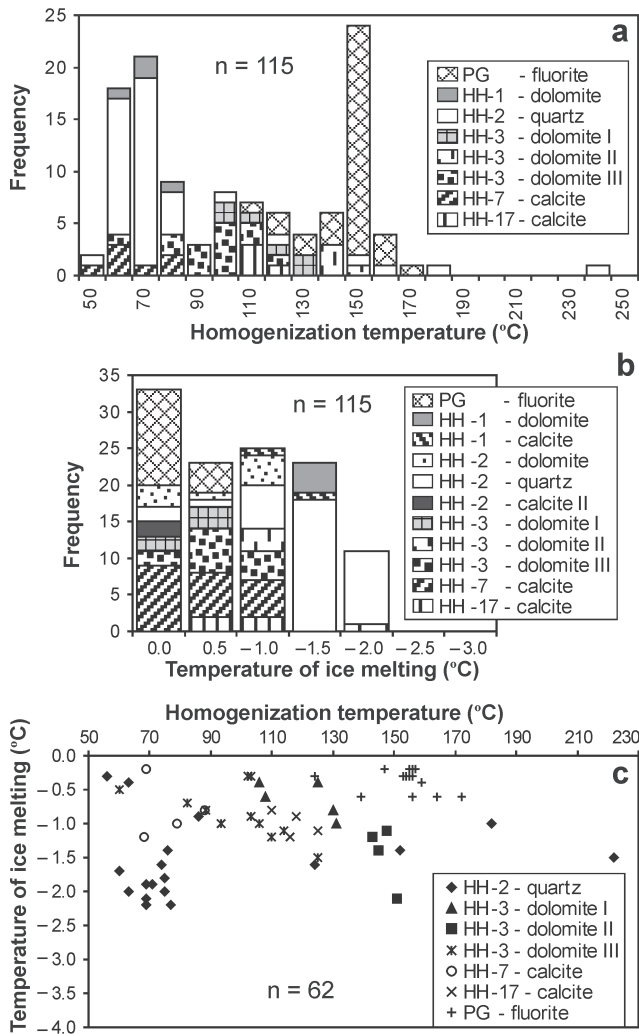 a
n = 115
25
20
15
10
5
0
Frequency
PG - fluorite
HH-1 - dolomite
HH-2 - quartz
HH-3 - dolomite I
HH-3 - dolomite II
HH-3 - dolomite III
HH-7 - calcite
HH-17 - calcite
50 70 90 110 130 150 170 190 210 230 250
Homogenization temperature (ºC)
b
n = 115
35
30
25
20
15
10
5
0
Frequency
PG - fluorite
HH -1 - dolomite
HH -1 - calcite
HH -2 - dolomite
HH -2 - quartz
HH -2 - calcite II
HH -3 - dolomite I
HH -3 - dolomite II
HH -3 - dolomite III
HH -7 - calcite
HH -17 - calcite
0.0 0.5 – 1.0 – 1.5 – 2.0 – 2.5 – 3.0
Temperature of ice melting (ºC)
Homogenization temperature (ºC)
50 70 90 110 130 150 170 190 210 230
c
0.0
– 0.5
– 1.0
– 1.5
– 2.0
– 2.5
– 3.0
– 3.5
– 4.0
Temperature of ice melting (ºC)
HH-2 - quartz
HH-3 - dolomite I
HH-3 - dolomite II
HH-3 - dolomite III
HH-7 - calcite
HH-17 - calcite
PG - fluorite
n = 62